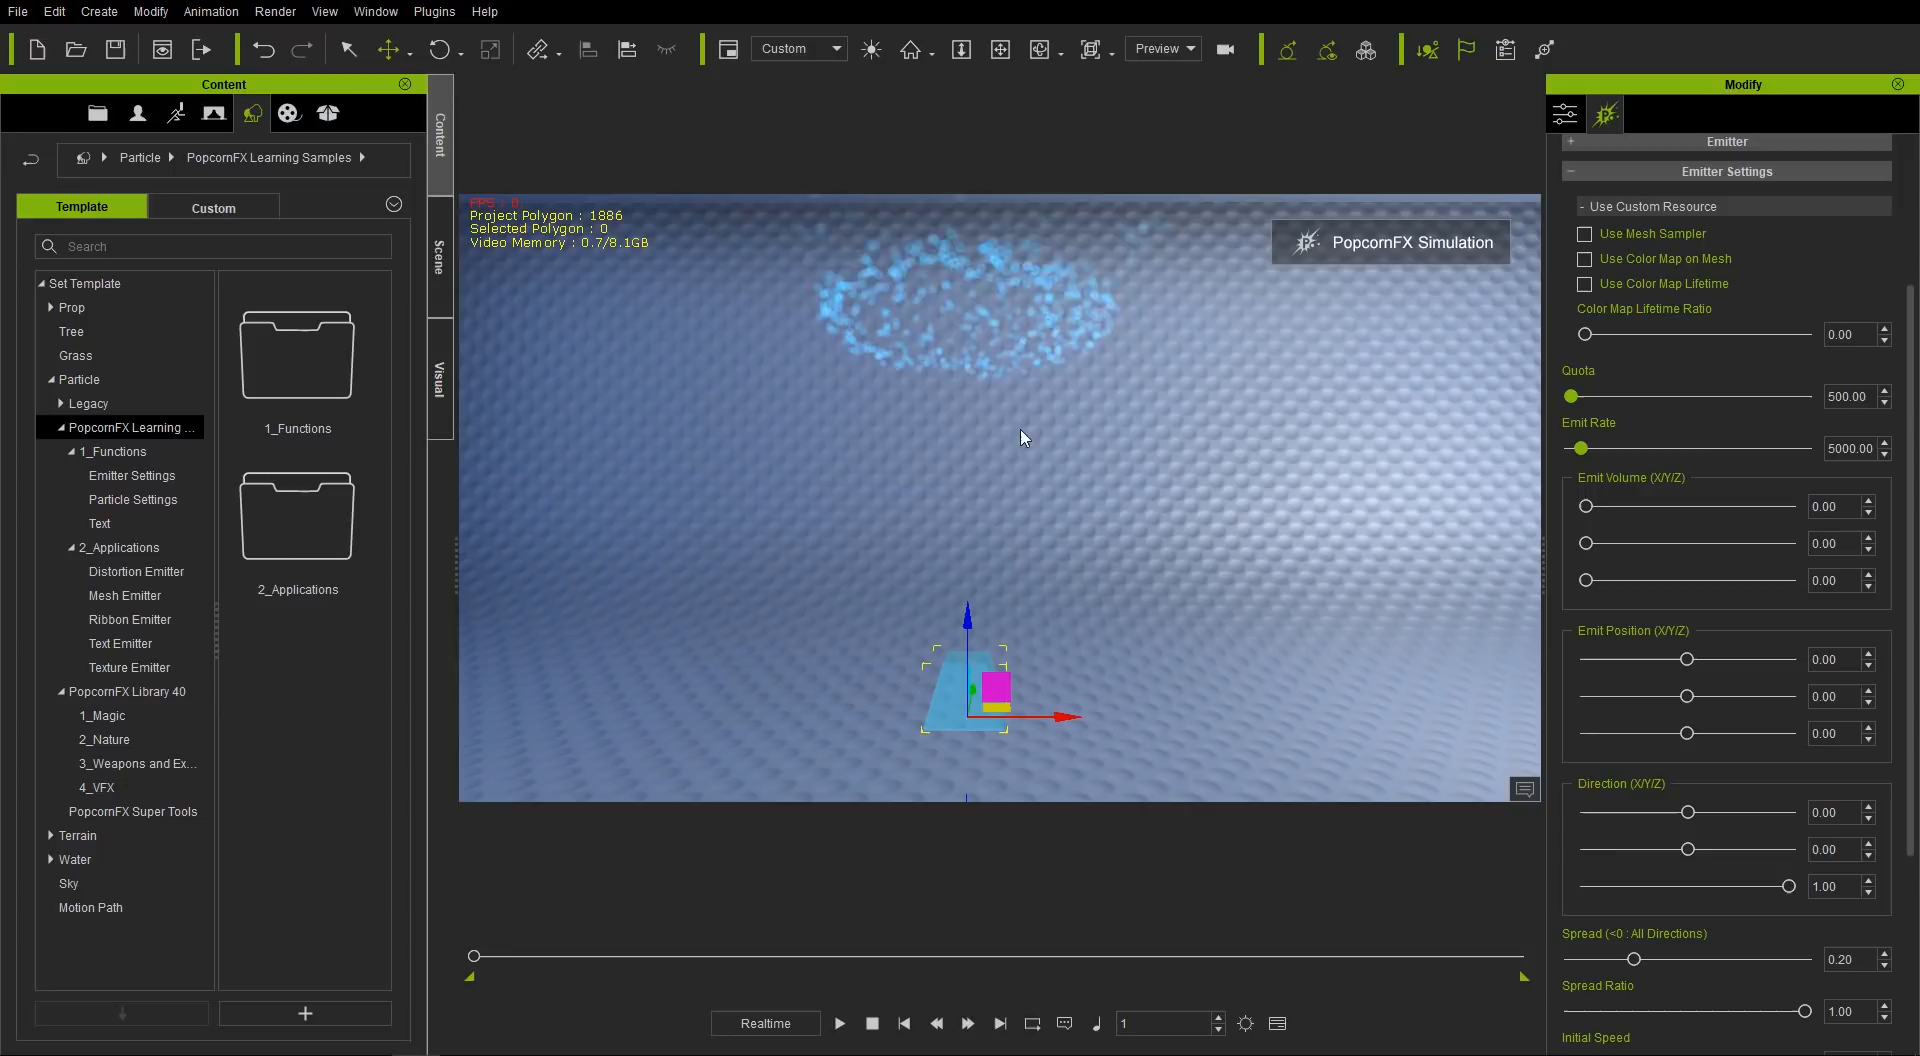 File Edit Create Modify Animation Render View Window Plugins Help
Custom
Preview
Content
Particle PopcornFX Learning Samples
Template
Custom
Search
Set Template
Prop
Tree
Grass
Particle
Legacy
PopcornFX Learning ...
1_Functions
Emitter Settings
Particle Settings
Text
2_Applications
Distortion Emitter
Mesh Emitter
Ribbon Emitter
Text Emitter
Texture Emitter
PopcornFX Library 40
1_Magic
2_Nature
3_Weapons and Ex...
4_VFX
PopcornFX Super Tools
Terrain
Water
Sky
Motion Path
1_Functions
2_Applications
Content
Scene
Visual
FPS : 0
Project Polygon : 1886
Selected Polygon : 0
Video Memory : 0.7/8.1GB
PopcornFX Simulation
Realtime
1
Modify
Emitter
Emitter Settings
- Use Custom Resource
Use Mesh Sampler
Use Color Map on Mesh
Use Color Map Lifetime
Color Map Lifetime Ratio
0.00
Quota
500.00
Emit Rate
5000.00
Emit Volume (X/Y/Z)
0.00
0.00
0.00
Emit Position (X/Y/Z)
0.00
0.00
0.00
Direction (X/Y/Z)
0.00
0.00
1.00
Spread (<0 : All Directions)
0.20
Spread Ratio
1.00
Initial Speed